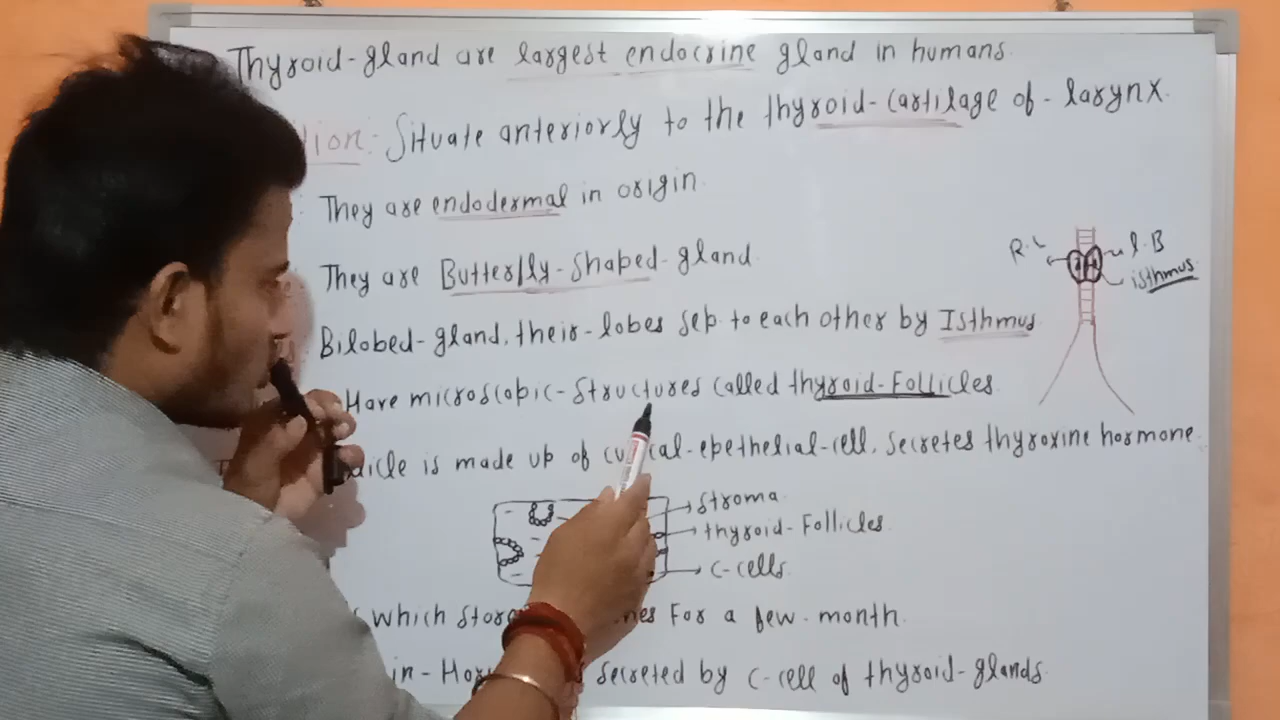 Thyroid-gland are largest endocrine gland in humans.
tion: Situate anteriorly to the thyroid-cartilage of-larynx.
They are endodermal in origin.
They are Butterfly-shaped-gland.
Bilobed-gland, their-lobes sep. to each other by Isthmus
Have microscopic-structures called thyroid-Follicles.
is made up of epethelial-cell, secretes thyroxine hormone.
R.L
l.B
isthmus
Stroma.
thyroid-Follicles
C-cells.
which For a few-month.
secreted by C-cell of thyroid-glands.